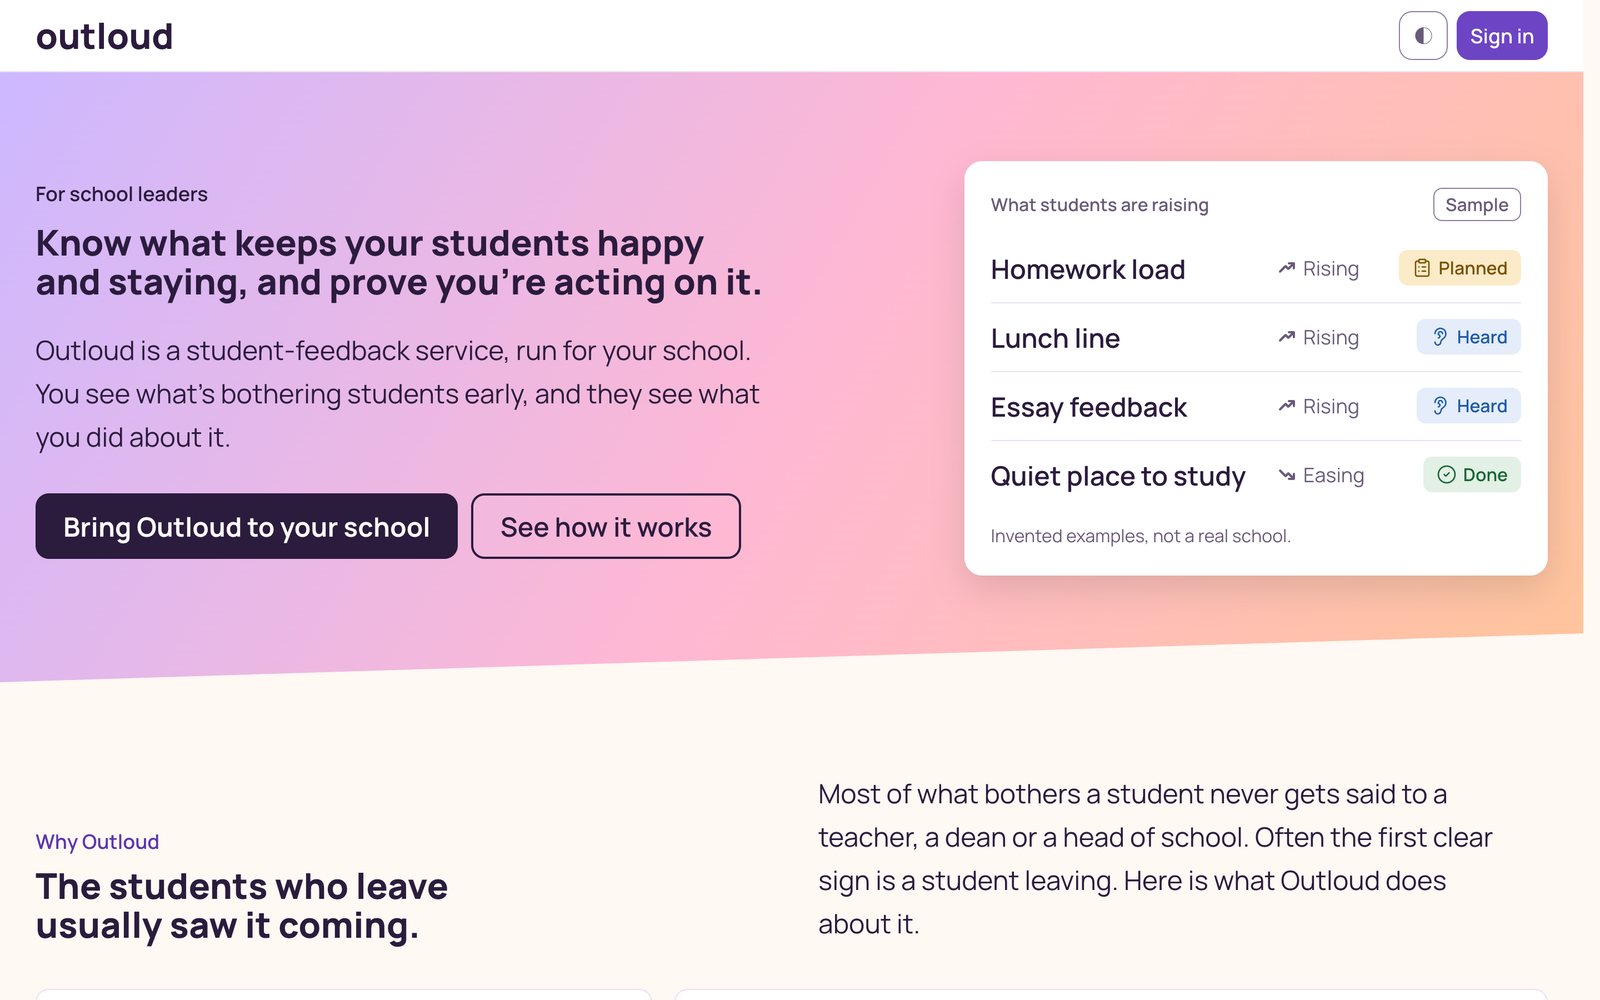 outloud
Sign in
For school leaders
Know what keeps your students happy
and staying, and prove you’re acting on it.
Outloud is a student-feedback service, run for your school.
You see what’s bothering students early, and they see what
you did about it.
Bring Outloud to your school
See how it works
What students are raising
Sample
Homework load
Rising
Planned
Lunch line
Rising
Heard
Essay feedback
Rising
Heard
Quiet place to study
Easing
Done
Invented examples, not a real school.
Why Outloud
The students who leave
usually saw it coming.
Most of what bothers a student never gets said to a
teacher, a dean or a head of school. Often the first clear
sign is a student leaving. Here is what Outloud does
about it.